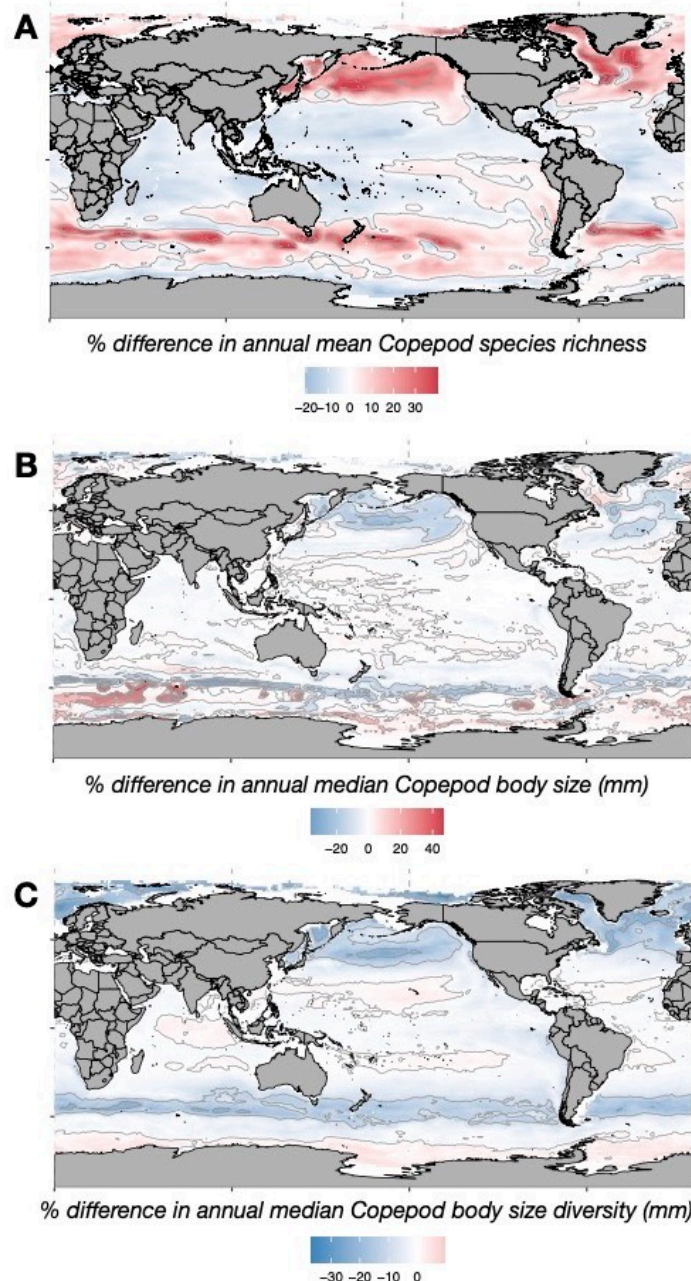 A
% difference in annual mean Copepod species richness
−20 −10 0 10 20 30
B
% difference in annual median Copepod body size (mm)
−20 0 20 40
C
% difference in annual median Copepod body size diversity (mm)
−30 −20 −10 0